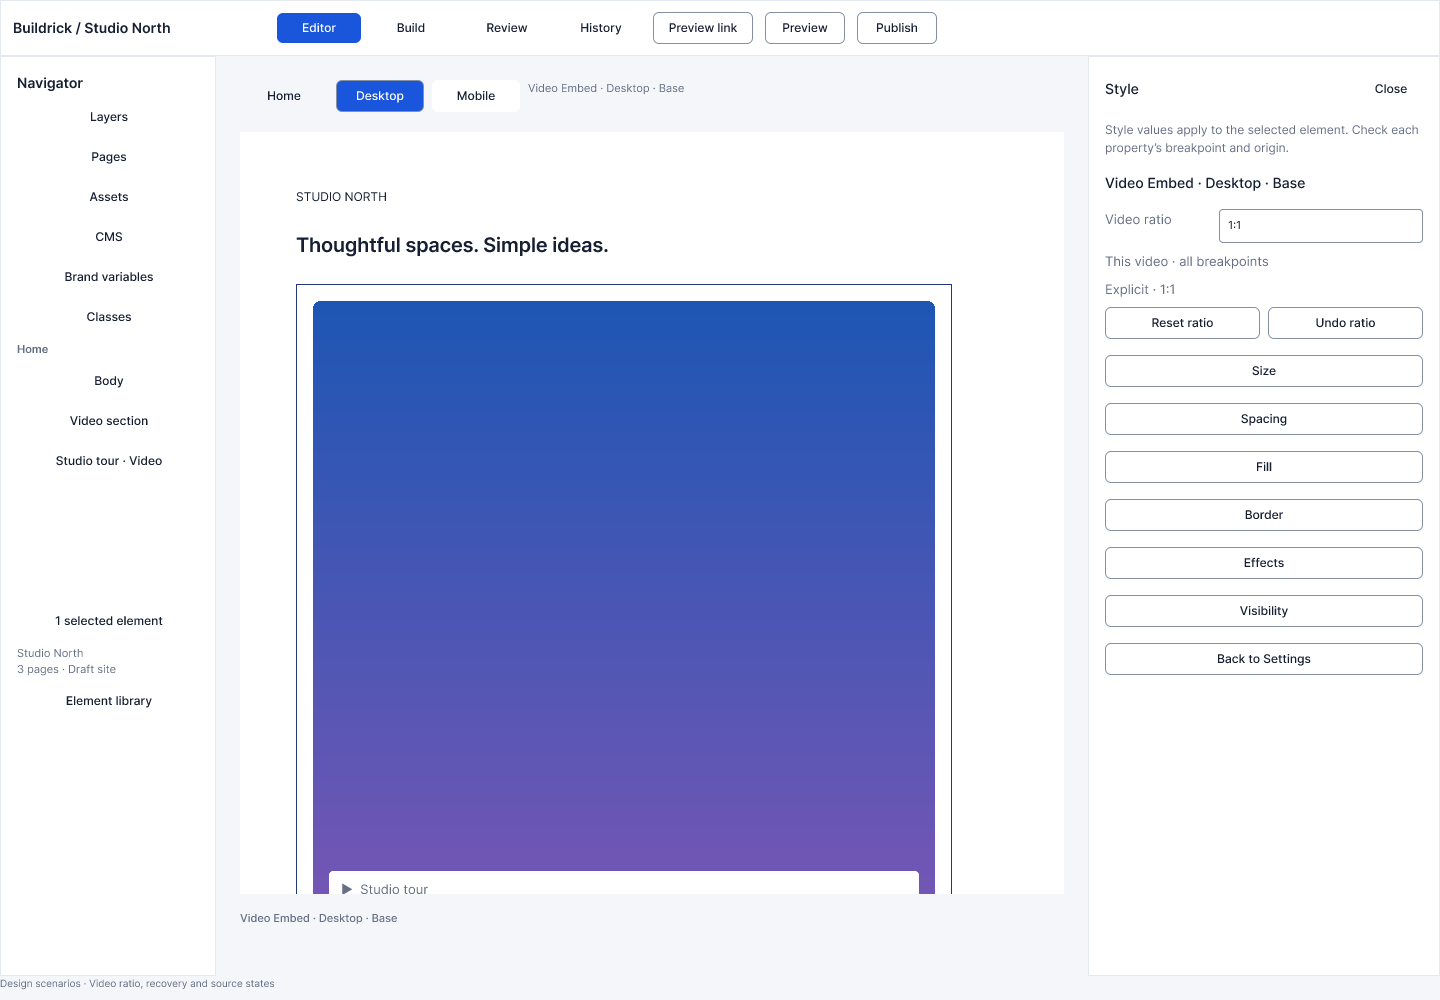 Buildrick / Studio North
Editor
Build
Review
History
Preview link
Preview
Publish
Navigator
Layers
Pages
Assets
CMS
Brand variables
Classes
Home
Body
Video section
Studio tour · Video
1 selected element
Studio North
3 pages · Draft site
Element library
Home
Desktop
Mobile
Video Embed · Desktop · Base
STUDIO NORTH
Thoughtful spaces. Simple ideas.
▶ Studio tour
Video Embed · Desktop · Base
Style
Close
Style values apply to the selected element. Check each
property’s breakpoint and origin.
Video Embed · Desktop · Base
Video ratio
1:1
This video · all breakpoints
Explicit · 1:1
Reset ratio
Undo ratio
Size
Spacing
Fill
Border
Effects
Visibility
Back to Settings
Design scenarios · Video ratio, recovery and source states